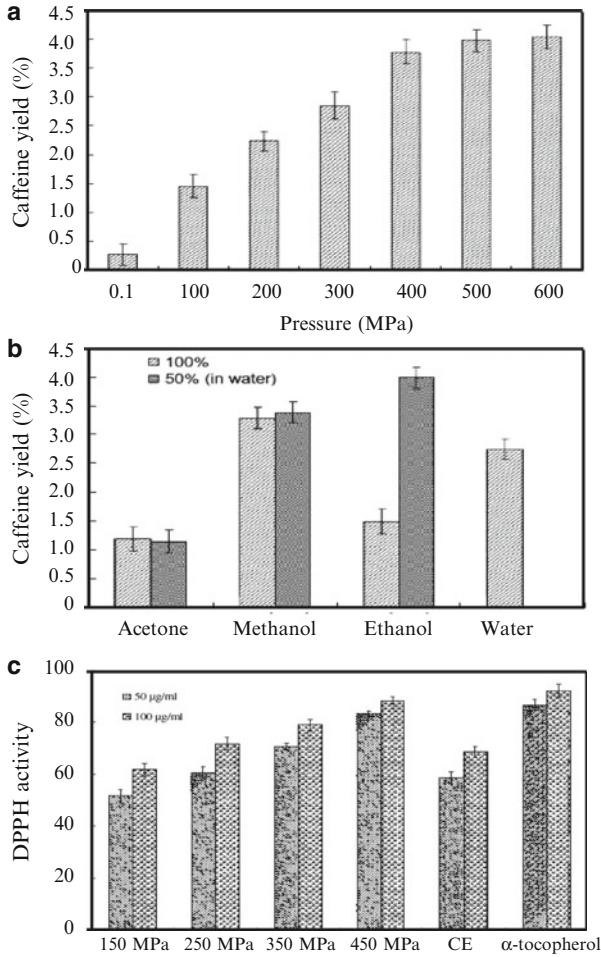 a
4.5
4.0
3.5
3.0
2.5
2.0
1.5
1.0
0.5
0
Caffeine yield (%)
0.1 100 200 300 400 500 600
Pressure (MPa)
b
4.5
4.0
3.5
3.0
2.5
2.0
1.5
1.0
0.5
0
Caffeine yield (%)
100%
50% (in water)
Acetone Methanol Ethanol Water
c
100
80
60
40
20
0
DPPH activity
50 µg/ml
100 µg/ml
150 MPa 250 MPa 350 MPa 450 MPa CE α-tocopherol